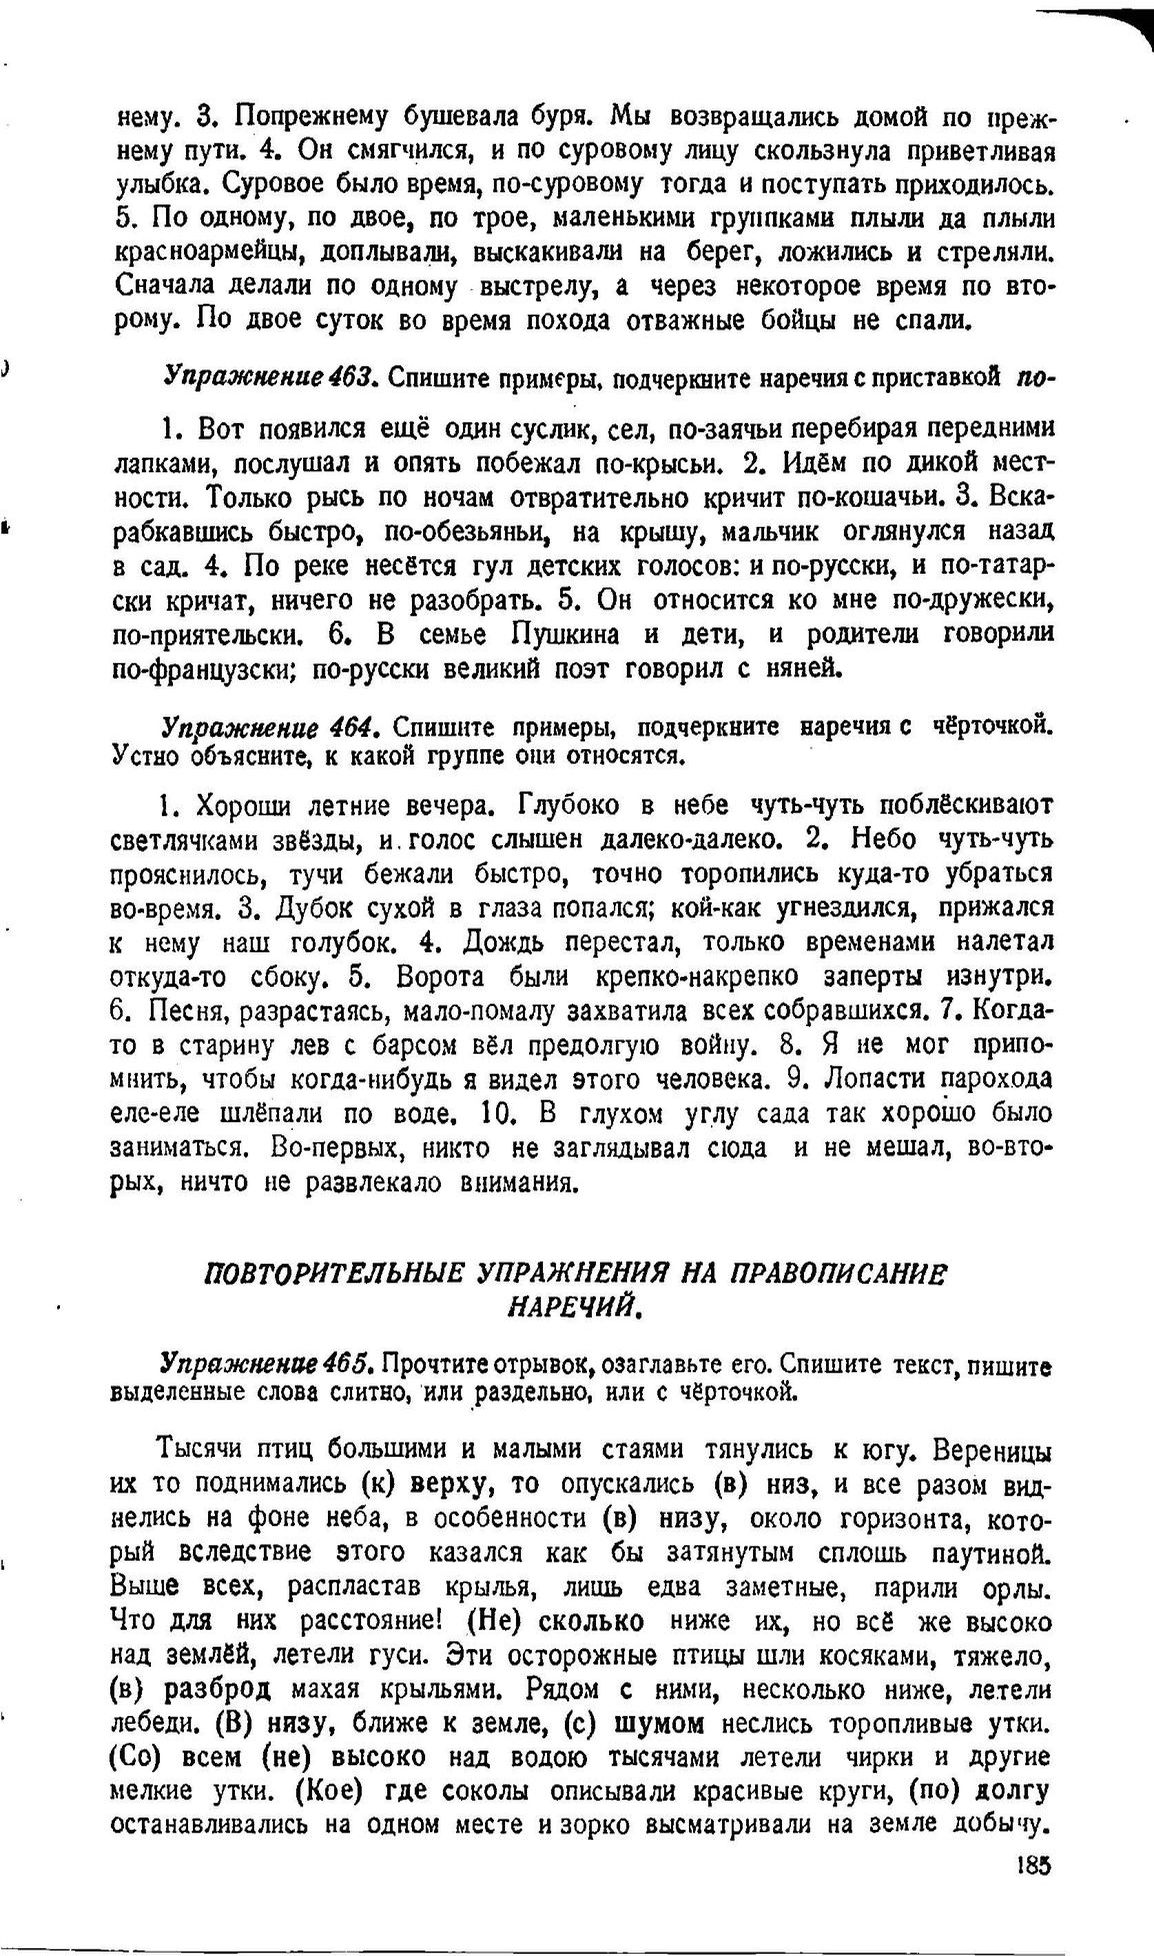 нему. 3. Попрежнему бушевала буря. Мы возвращались домой по преж-
нему пути. 4. Он смягчился, и по суровому лицу скользнула приветливая
улыбка. Суровое было время, по-суровому тогда и поступать приходилось.
5. По одному, по двое, по трое, маленькими группками плыли да плыли
красноармейцы, доплывали, выскакивали на берег, ложились и стреляли.
Сначала делали по одному выстрелу, а через некоторое время по вто-
рому. По двое суток во время похода отважные бойцы не спали.
Упражнение 463. Спишите примеры, подчеркните наречия с приставкой по-
1. Вот появился ещё один суслик, сел, по-заячьи перебирая передними
лапками, послушал и опять побежал по-крысьи. 2. Идём по дикой мест-
ности. Только рысь по ночам отвратительно кричит по-кошачьи. 3. Вска-
рабкавшись быстро, по-обезьяньи, на крышу, мальчик оглянулся назад
в сад. 4. По реке несётся гул детских голосов: и по-русски, и по-татар-
ски кричат, ничего не разобрать. 5. Он относится ко мне по-дружески,
по-приятельски. 6. В семье Пушкина и дети, и родители говорили
по-французски; по-русски великий поэт говорил с няней.
Упражнение 464. Спишите примеры, подчеркните наречия с чёрточкой.
Устно объясните, к какой группе они относятся.
1. Хороши летние вечера. Глубоко в небе чуть-чуть поблёскивают
светлячками звёзды, и голос слышен далеко-далеко. 2. Небо чуть-чуть
прояснилось, тучи бежали быстро, точно торопились куда-то убраться
во-время. 3. Дубок сухой в глаза попался; кой-как угнездился, прижался
к нему наш голубок. 4. Дождь перестал, только временами налетал
откуда-то сбоку. 5. Ворота были крепко-накрепко заперты изнутри.
6. Песня, разрастаясь, мало-помалу захватила всех собравшихся. 7. Когда-
то в старину лев с барсом вёл предолгую войну. 8. Я не мог припо-
мнить, чтобы когда-нибудь я видел этого человека. 9. Лопасти парохода
еле-еле шлёпали по воде. 10. В глухом углу сада так хорошо было
заниматься. Во-первых, никто не заглядывал сюда и не мешал, во-вто-
рых, ничто не развлекало внимания.
ПОВТОРИТЕЛЬНЫЕ УПРАЖНЕНИЯ НА ПРАВОПИСАНИЕ
НАРЕЧИЙ.
Упражнение 465. Прочтите отрывок, озаглавьте его. Спишите текст, пишите
выделенные слова слитно, или раздельно, или с чёрточкой.
Тысячи птиц большими и малыми стаями тянулись к югу. Вереницы
их то поднимались (к) верху, то опускались (в) низ, и все разом вид-
нелись на фоне неба, в особенности (в) низу, около горизонта, кото-
рый вследствие этого казался как бы затянутым сплошь паутиной.
Выше всех, распластав крылья, лишь едва заметные, парили орлы.
Что для них расстояние! (Не) сколько ниже их, но всё же высоко
над землёй, летели гуси. Эти осторожные птицы шли косяками, тяжело,
(в) разброд махая крыльями. Рядом с ними, несколько ниже, летели
лебеди. (В) низу, ближе к земле, (с) шумом неслись торопливые утки.
(Со) всем (не) высоко над водою тысячами летели чирки и другие
мелкие утки. (Кое) где соколы описывали красивые круги, (по) долгу
останавливались на одном месте и зорко высматривали на земле добычу.
185